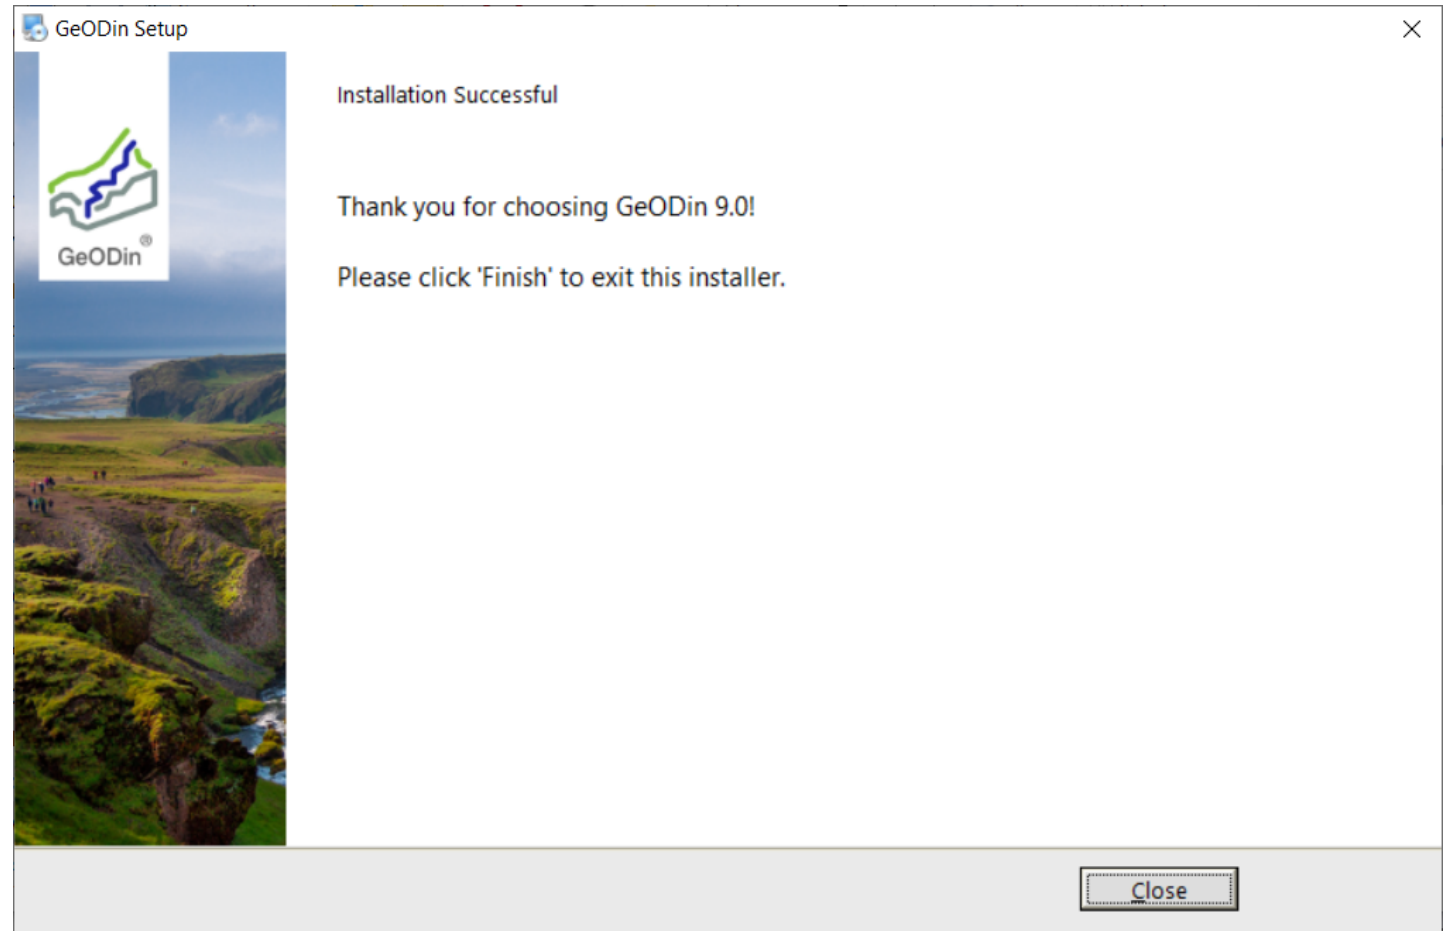 GeODin Setup
Installation Successful
GeODin®
Thank you for choosing GeODin 9.0!
Please click 'Finish' to exit this installer.
Close